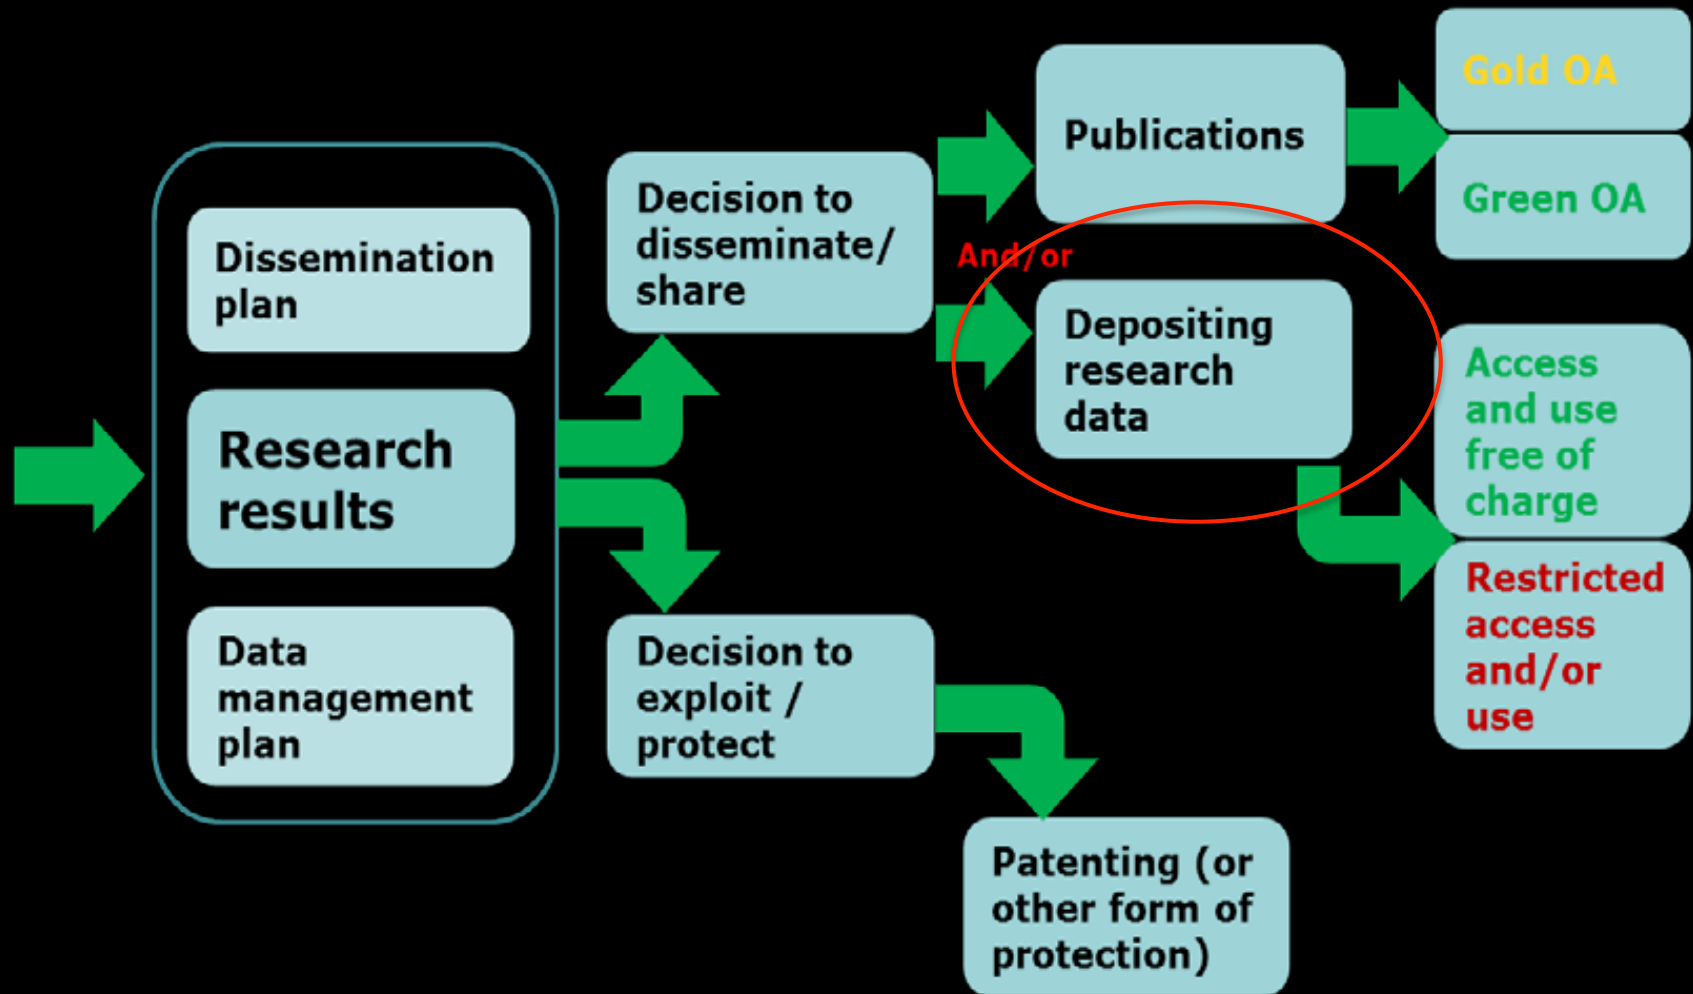 Dissemination
plan
Research
results
Data
management
plan
Decision to
disseminate/
share
Decision to
exploit /
protect
And/or
Publications
Depositing
research
data
Patenting (or
other form of
protection)
Gold OA
Green OA
Access
and use
free of
charge
Restricted
access
and/or
use